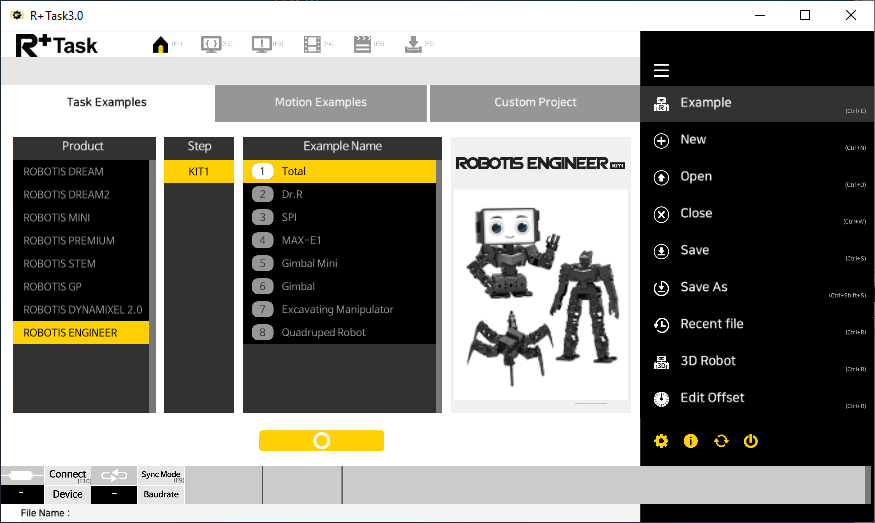 R+Task3.0
R+Task
(F1)
(F2)
(F3)
(F4)
(F5)
Task Examples
Motion Examples
Custom Project
Product
ROBOTIS DREAM
ROBOTIS DREAM2
ROBOTIS MINI
ROBOTIS PREMIUM
ROBOTIS STEM
ROBOTIS GP
ROBOTIS DYNAMIXEL 2.0
ROBOTIS ENGINEER
Step
KIT1
Example Name
1 Total
2 Dr.R
3 SPI
4 MAX-E1
5 Gimbal Mini
6 Gimbal
7 Excavating Manipulator
8 Quadruped Robot
ROBOTIS ENGINEER KIT1
Example (Ctrl+E)
New (Ctrl+N)
Open (Ctrl+O)
Close (Ctrl+W)
Save (Ctrl+S)
Save As (Ctrl+Shift+S)
Recent file (Ctrl+R)
3D Robot (Ctrl+R)
Edit Offset (Ctrl+R)
Connect (F10)
Sync Mode (F9)
- Device - Baudrate
File Name :